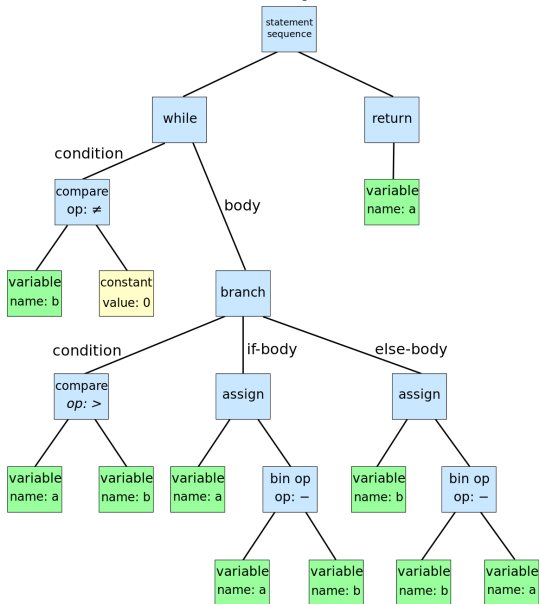 statement
sequence
while
return
condition
compare
op: ≠
body
variable
name: a
variable
name: b
constant
value: 0
branch
condition
if-body
else-body
compare
op: >
assign
assign
variable
name: a
variable
name: b
variable
name: a
bin op
op: −
variable
name: b
bin op
op: −
variable
name: a
variable
name: b
variable
name: b
variable
name: a